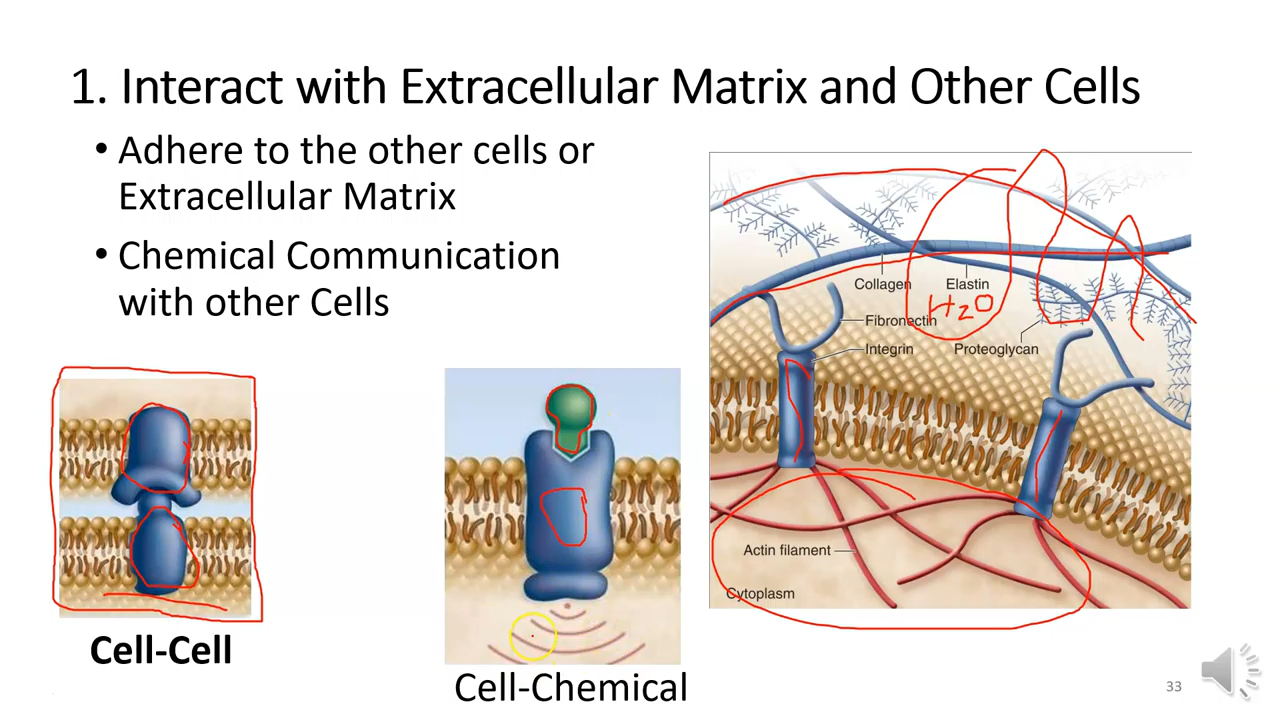 1. Interact with Extracellular Matrix and Other Cells
• Adhere to the other cells or
Extracellular Matrix
• Chemical Communication
with other Cells
Collagen
Elastin
H2O
Fibronectin
Integrin
Proteoglycan
Actin filament
Cytoplasm
Cell-Cell
Cell-Chemical
33